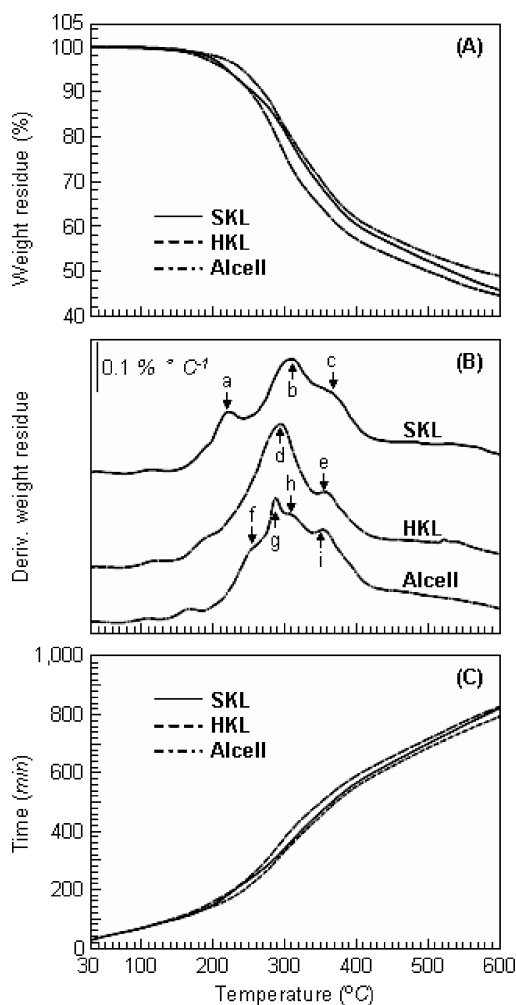 105
100
90
80
70
60
50
40
Weight residue (%)
(A)
SKL
HKL
Alcell
0.1 % ° C-1
(B)
a
b
c
SKL
d
e
HKL
f
g
h
i
Alcell
Deriv. weight residue
1,000
800
600
400
200
0
Time (min)
(C)
SKL
HKL
Alcell
30 100 200 300 400 500 600
Temperature (°C)